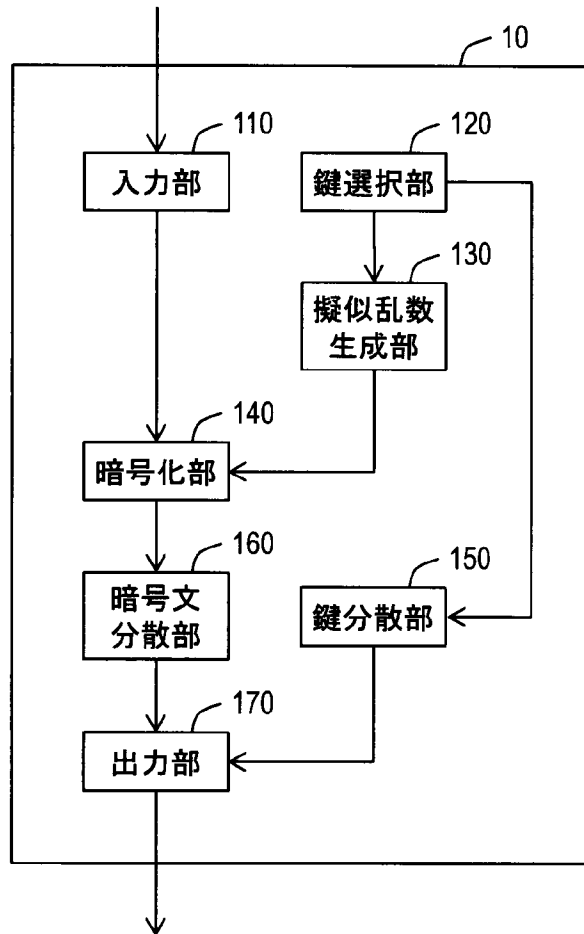 10
110
入力部
120
鍵選択部
130
擬似乱数
生成部
140
暗号化部
160
暗号文
分散部
150
鍵分散部
170
出力部